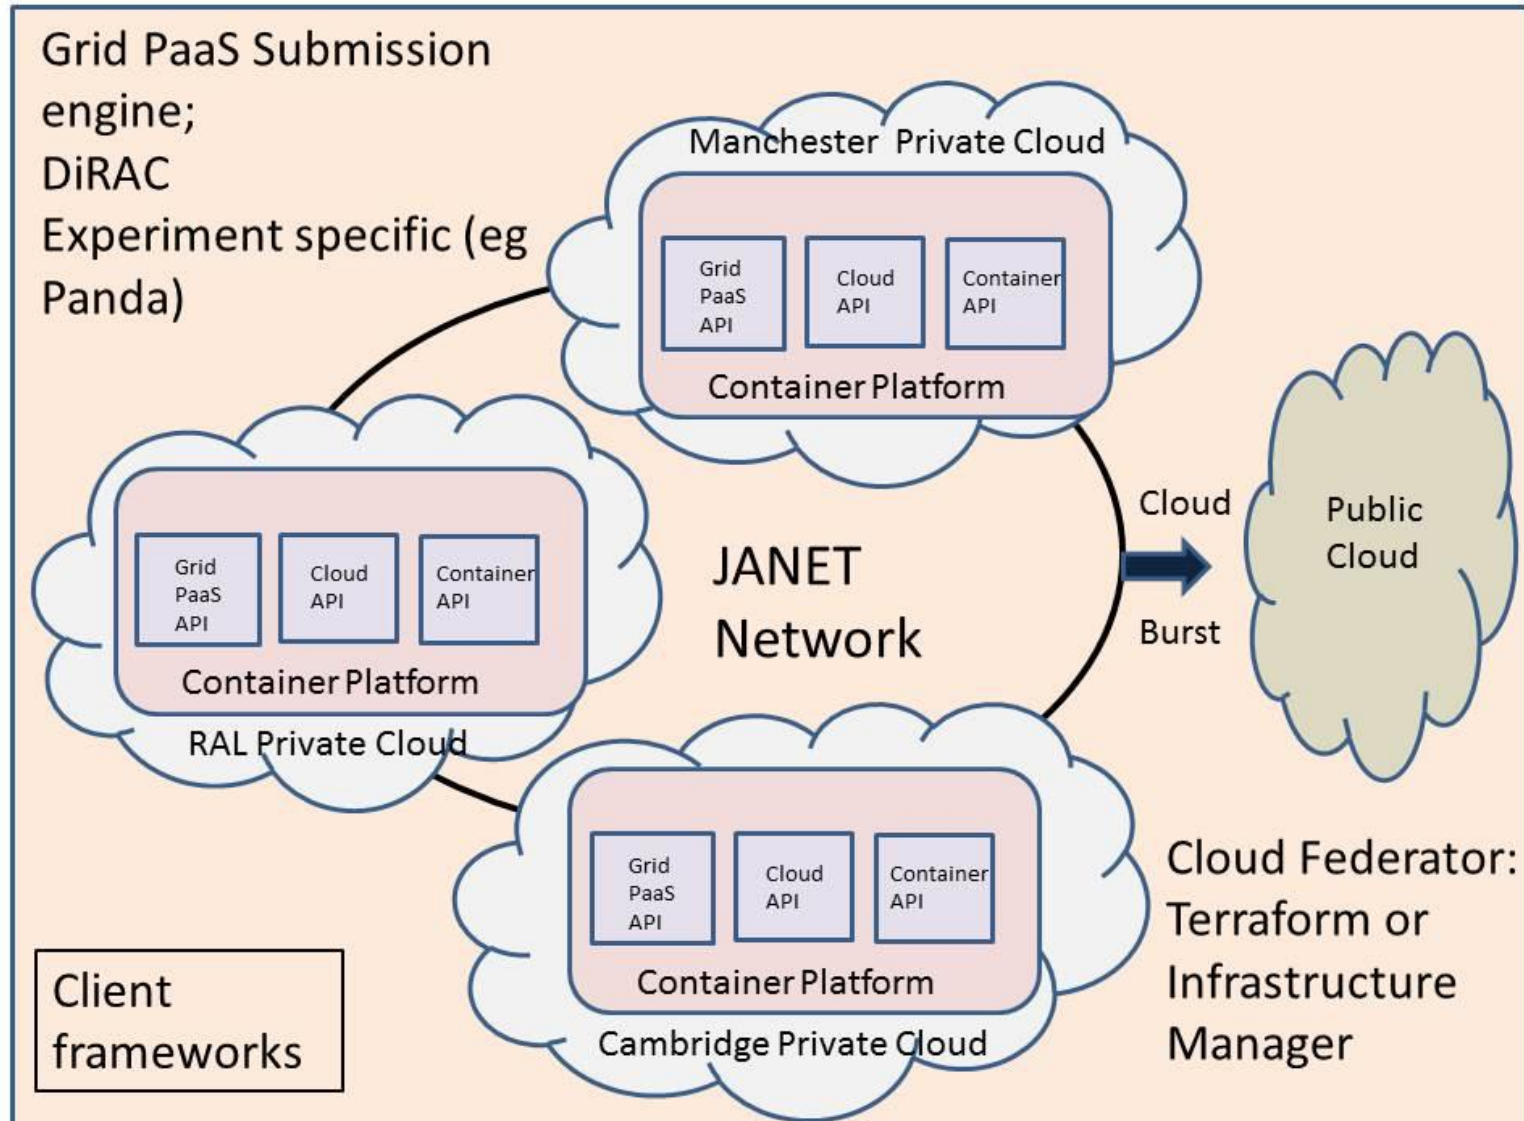 Grid PaaS Submission
engine;
DiRAC
Experiment specific (eg
Panda)
Manchester Private Cloud
Grid
PaaS
API
Cloud
API
Container
API
Container Platform
Grid
PaaS
API
Cloud
API
Container
API
Container Platform
RAL Private Cloud
JANET
Network
Cloud
Burst
Public
Cloud
Grid
PaaS
API
Cloud
API
Container
API
Container Platform
Cambridge Private Cloud
Cloud Federator:
Terraform or
Infrastructure
Manager
Client
frameworks